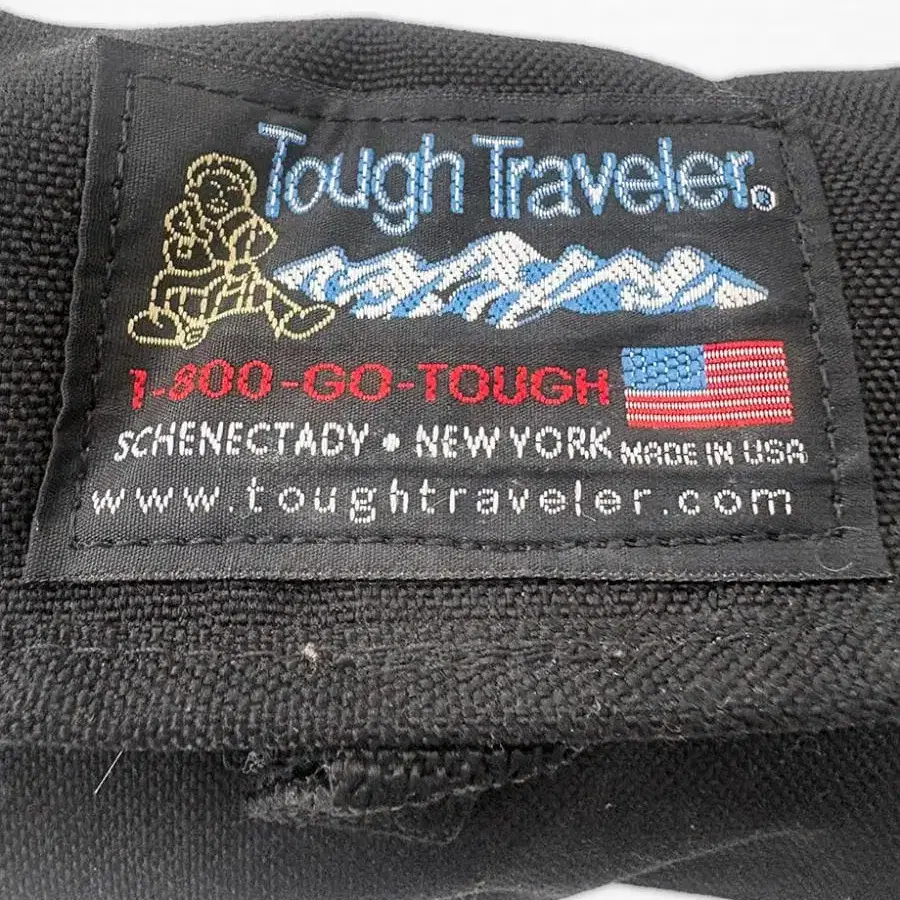 Tough Traveler®
1-800-GO-TOUGH
SCHENECTADY • NEW YORK MADE IN USA
www.toughtraveler.com